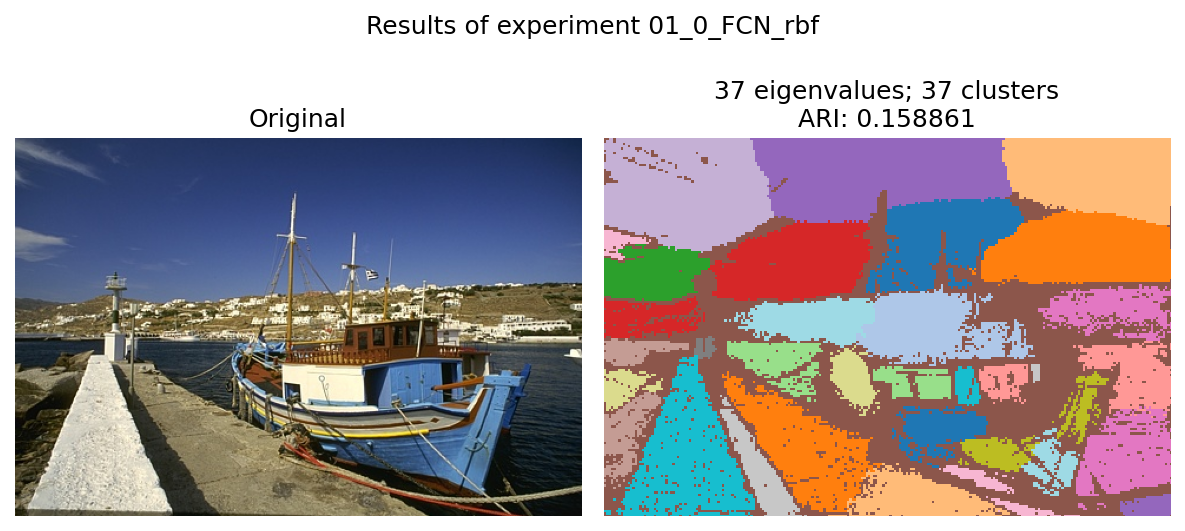 Results of experiment 01_0_FCN_rbf
Original
37 eigenvalues; 37 clusters
ARI: 0.158861